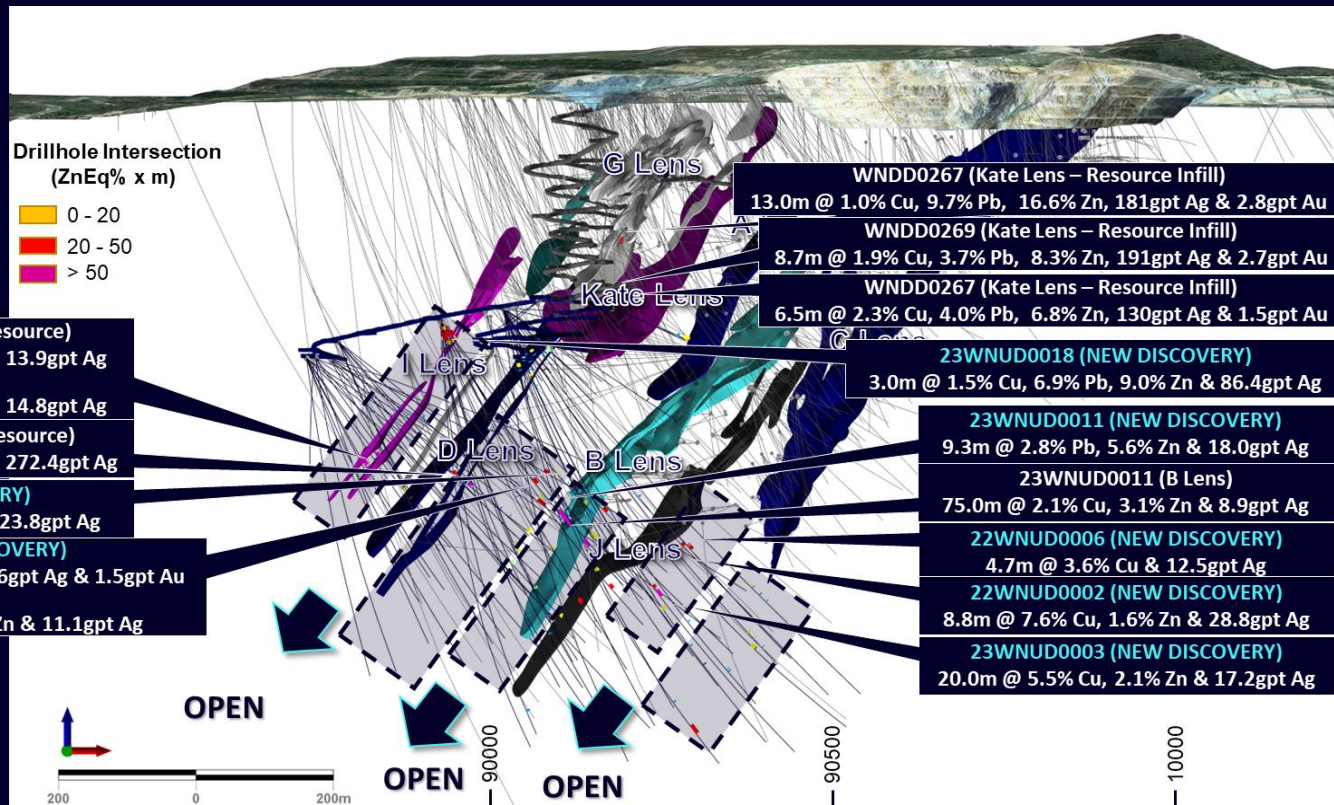 Drillhole Intersection
(ZnEq% x m)
0 - 20
20 - 50
> 50
G Lens
A
Kate Lens
I Lens
D Lens
B Lens
J Lens
WNDD0267 (Kate Lens – Resource Infill)
13.0m @ 1.0% Cu, 9.7% Pb, 16.6% Zn, 181gpt Ag & 2.8gpt Au
WNDD0269 (Kate Lens – Resource Infill)
8.7m @ 1.9% Cu, 3.7% Pb, 8.3% Zn, 191gpt Ag & 2.7gpt Au
WNDD0267 (Kate Lens – Resource Infill)
6.5m @ 2.3% Cu, 4.0% Pb, 6.8% Zn, 130gpt Ag & 1.5gpt Au
23WNUD0018 (NEW DISCOVERY)
3.0m @ 1.5% Cu, 6.9% Pb, 9.0% Zn & 86.4gpt Ag
23WNUD0011 (NEW DISCOVERY)
9.3m @ 2.8% Pb, 5.6% Zn & 18.0gpt Ag
23WNUD0011 (B Lens)
75.0m @ 2.1% Cu, 3.1% Zn & 8.9gpt Ag
22WNUD0006 (NEW DISCOVERY)
4.7m @ 3.6% Cu & 12.5gpt Ag
22WNUD0002 (NEW DISCOVERY)
8.8m @ 7.6% Cu, 1.6% Zn & 28.8gpt Ag
23WNUD0003 (NEW DISCOVERY)
20.0m @ 5.5% Cu, 2.1% Zn & 17.2gpt Ag
esource)
13.9gpt Ag
14.8gpt Ag
esource)
272.4gpt Ag
RY)
23.8gpt Ag
OVERY)
6gpt Ag & 1.5gpt Au
Zn & 11.1gpt Ag
OPEN
OPEN
OPEN
200 0 200m
90000
90500
10000